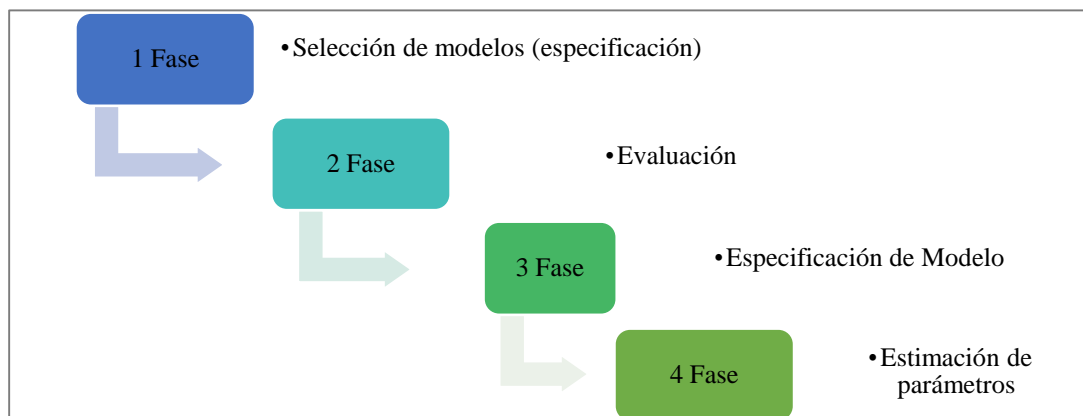 1 Fase
•Selección de modelos (especificación)
2 Fase
•Evaluación
3 Fase
•Especificación de Modelo
4 Fase
•Estimación de
parámetros